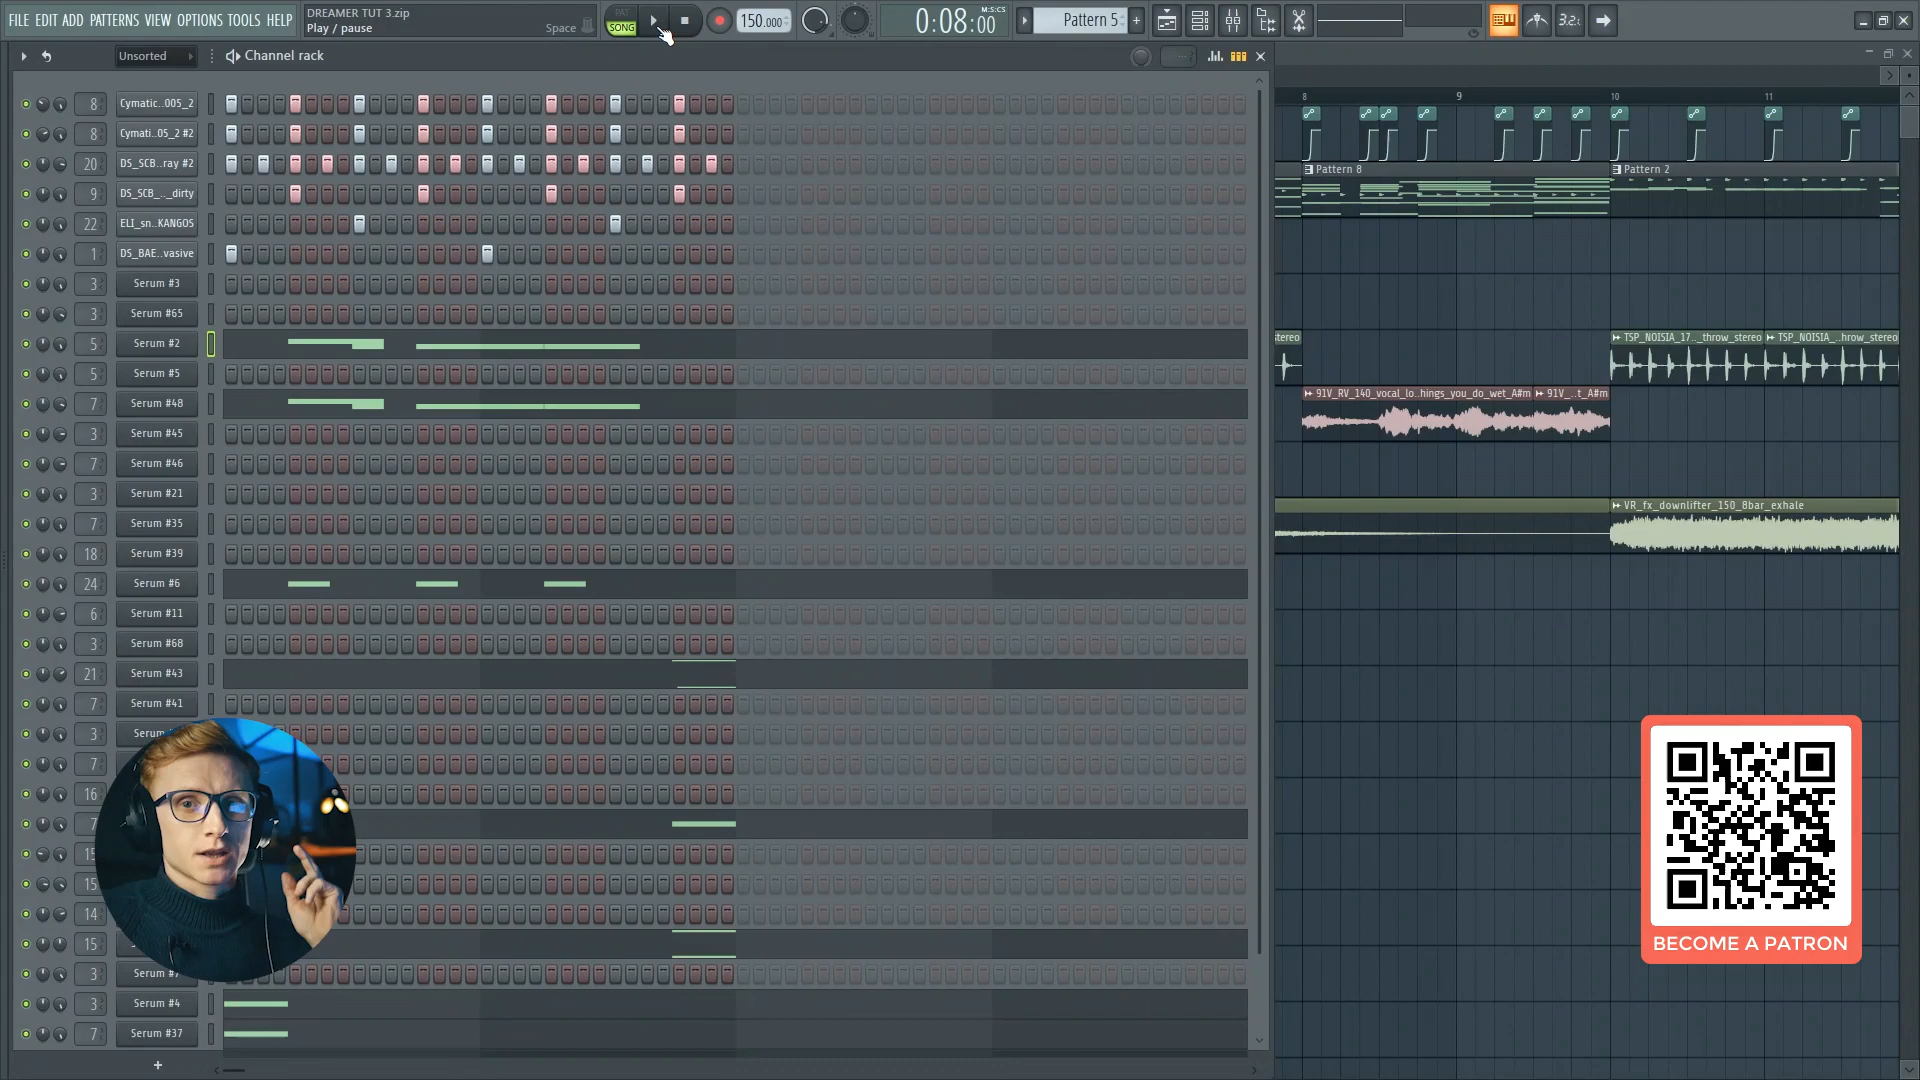 FILE EDIT ADD PATTERNS VIEW OPTIONS TOOLS HELP
DREAMER TUT 3.zip
Play / pause
Space
PAT
SONG
150.000
0:08:00
M:S:CS
Pattern 5
Unsorted
Channel rack
8 Cymatic..005_2
8 Cymati..05_2 #2
20 DS_SCB...ray #2
9 DS_SCB_.._dirty
22 ELI_sn..KANGOS
1 DS_BAE..vasive
3 Serum #3
3 Serum #65
5 Serum #2
5 Serum #5
7 Serum #48
3 Serum #45
7 Serum #46
3 Serum #21
7 Serum #35
18 Serum #39
24 Serum #6
6 Serum #11
3 Serum #68
21 Serum #43
7 Serum #41
3
7
16
7
15
15
14
15
3
3 Serum #4
7 Serum #37
8 9 10 11
Pattern 8
Pattern 2
stereo
TSP_NOISIA_17.._throw_stereo
TSP_NOISIA_..hrow_stereo
91V_RV_140_vocal_lo..hings_you_do_wet_A#m
91V_..t_A#m
VR_fx_downlifter_150_8bar_exhale
BECOME A PATRON